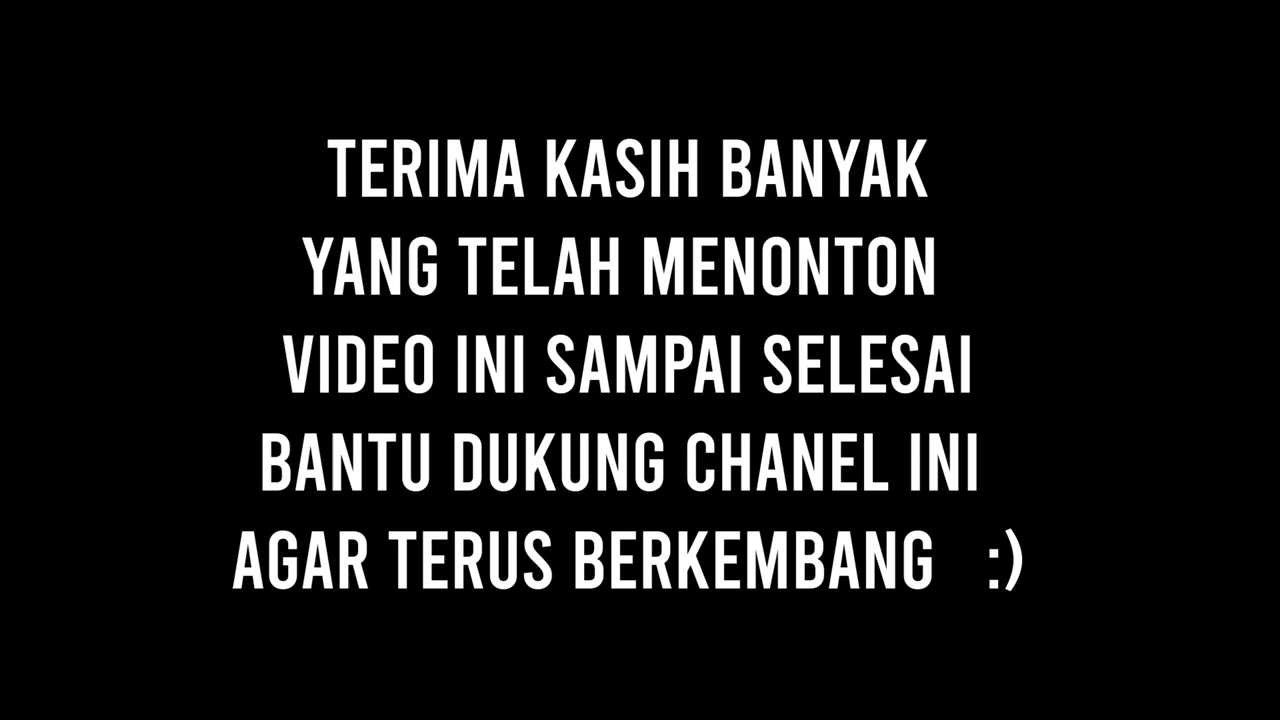 TERIMA KASIH BANYAK
YANG TELAH MENONTON
VIDEO INI SAMPAI SELESAI
BANTU DUKUNG CHANEL INI
AGAR TERUS BERKEMBANG :)